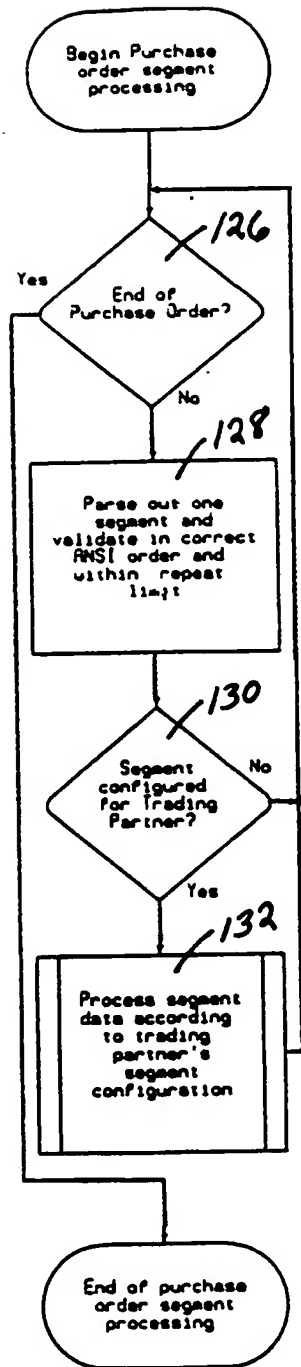 Begin Purchase
order segment
processing
126
Yes
End of
Purchase Order?
No
128
Parse out one
segment and
validate in correct
ANSI order and
within repeat
limit
130
Segment
configured
for Trading
Partner?
No
Yes
132
Process segment
data according
to trading
partner's
segment
configuration
End of purchase
order segment
processing